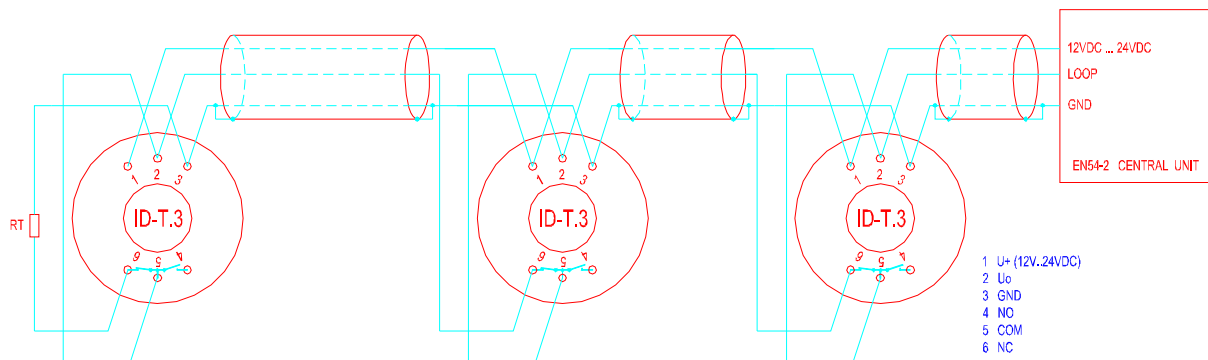 12VDC ... 24VDC
LOOP
GND
EN54-2 CENTRAL UNIT
1 2 3
ID-T.3
6 5 4
1 2 3
ID-T.3
6 5 4
1 2 3
ID-T.3
6 5 4
RT
1 U+ (12V..24VDC)
2 Uo
3 GND
4 NO
5 COM
6 NC